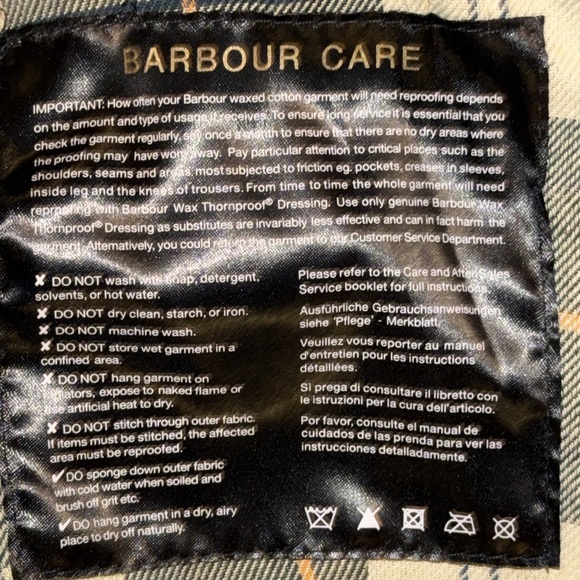 BARBOUR CARE
IMPORTANT: How often your Barbour waxed cotton garment will need reproofing depends
on the amount and type of usage it receives. To ensure long service it is essential that you
check the garment regularly, say once a month to ensure that there are no dry areas where
the proofing may have worn away. Pay particular attention to critical places such as the
shoulders, seams and areas most subjected to friction eg. pockets, creases in sleeves,
inside leg and the knees of trousers. From time to time the whole garment will need
reproofing with Barbour Wax Thornproof® Dressing. Use only genuine Barbour Wax
Thornproof® Dressing as substitutes are invariably less effective and can in fact harm the
garment. Alternatively, you could return the garment to our Customer Service Department.
✘ DO NOT wash with soap, detergent,
solvents, or hot water.
✘ DO NOT dry clean, starch, or iron.
✘ DO NOT machine wash.
✘ DO NOT store wet garment in a
confined area.
✘ DO NOT hang garment on
radiators, expose to naked flame or
use artificial heat to dry.
✘ DO NOT stitch through outer fabric.
If items must be stitched, the affected
area must be reproofed.
✔DO sponge down outer fabric
with cold water when soiled and
brush off grit etc.
✔DO hang garment in a dry, airy
place to dry off naturally.
Please refer to the Care and After Sales
Service booklet for full instructions.
Ausführliche Gebrauchsanweisungen
siehe 'Pflege' - Merkblatt.
Veuillez vous reporter au manuel
d'entretien pour les instructions
détaillées.
Si prega di consultare il libretto con
le istruzioni per la cura dell'articolo.
Por favor, consulte el manual de
cuidados de las prenda para ver las
instrucciones detalladamente.